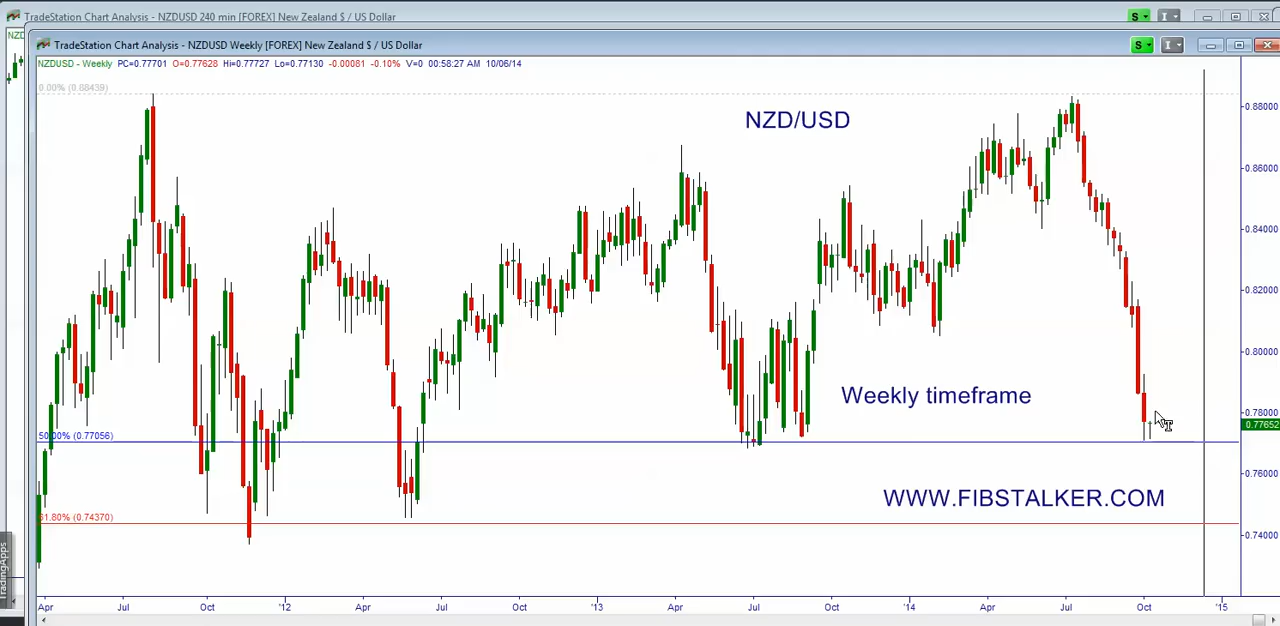 TradeStation Chart Analysis - NZDUSD 240 min [FOREX] New Zealand $ / US Dollar
S
I
NZD
TradeStation Chart Analysis - NZDUSD Weekly [FOREX] New Zealand $ / US Dollar
S
I
NZDUSD - Weekly PC=0.77701 O=0.77628 Hi=0.77727 Lo=0.77130 -0.00081 -0.10% V=0 00:58:27 AM 10/06/14
0.00% (0.88439)
0.88000
NZD/USD
0.86000
0.84000
0.82000
0.80000
Weekly timeframe
0.78000
0.77652
50.00% (0.77056)
0.76000
WWW.FIBSTALKER.COM
61.80% (0.74370)
0.74000
TradingApps
Apr Jul Oct '12 Apr Jul Oct '13 Apr Jul Oct '14 Apr Jul Oct '15